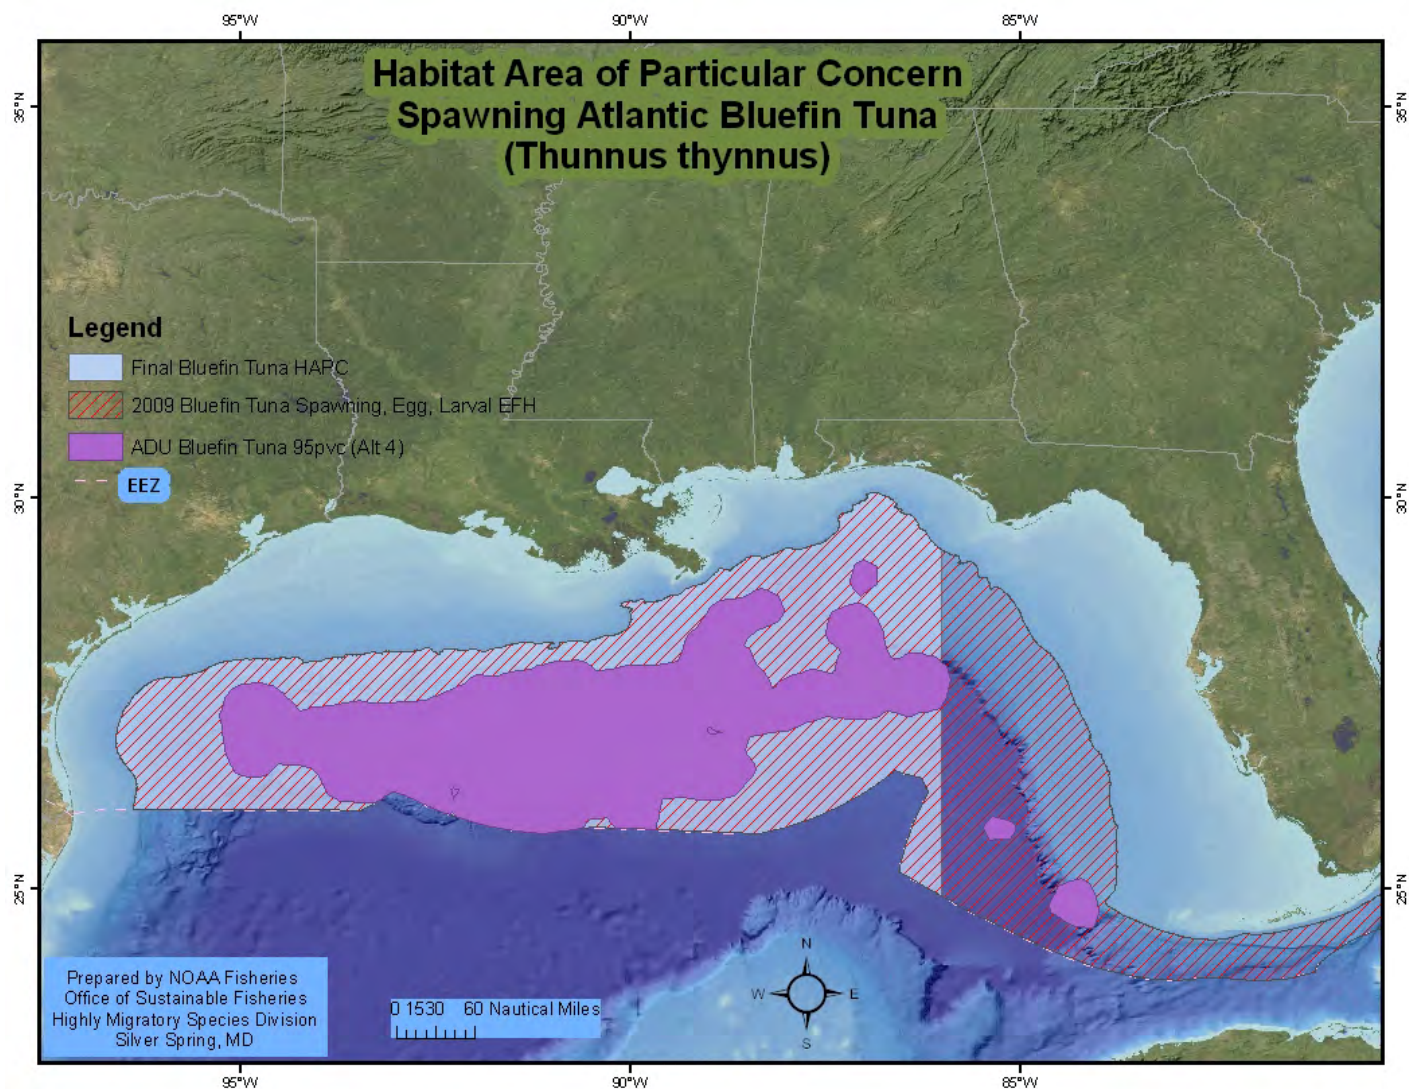 95°W
90°W
85°W
Habitat Area of Particular Concern
Spawning Atlantic Bluefin Tuna
(Thunnus thynnus)
35°N
35°N
Legend
Final Bluefin Tuna HAPC
2009 Bluefin Tuna Spawning, Egg, Larval EFH
ADU Bluefin Tuna 95pvc (Alt 4)
EEZ
30°N
30°N
25°N
25°N
N
W
E
S
Prepared by NOAA Fisheries
Office of Sustainable Fisheries
Highly Migratory Species Division
Silver Spring, MD
0 1530 60 Nautical Miles
95°W
90°W
85°W